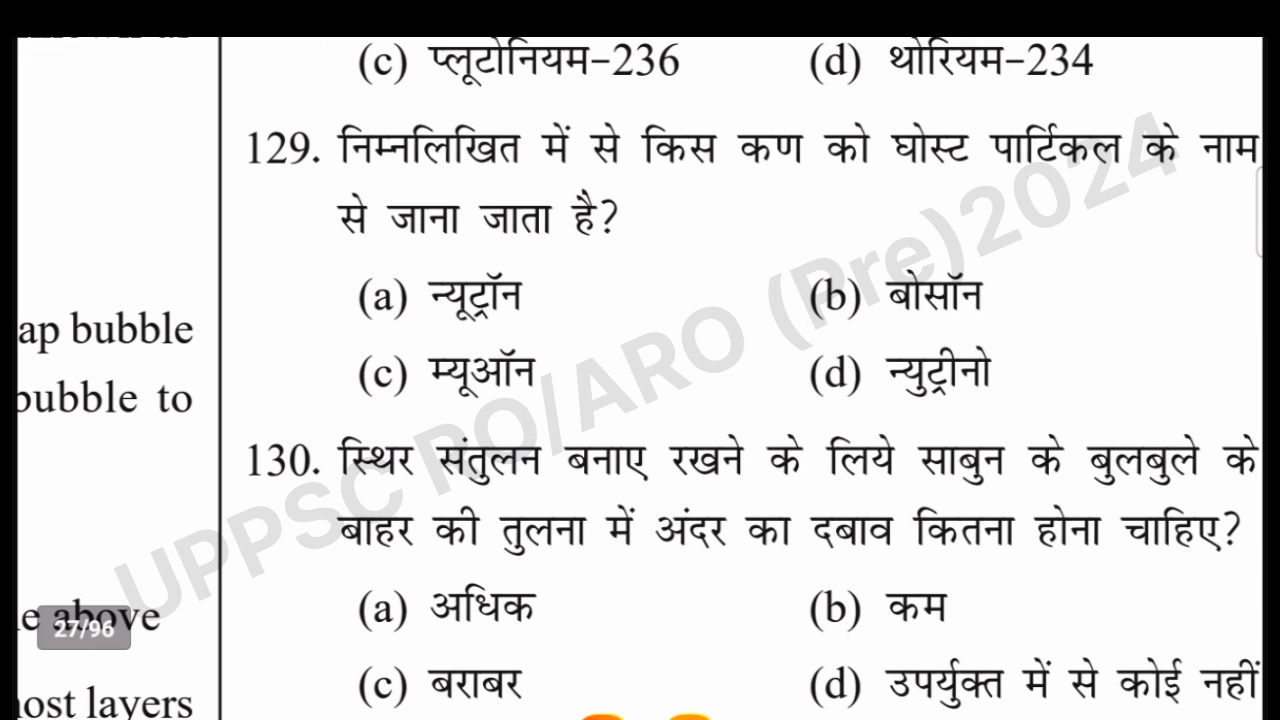 (c) प्लूटोनियम-236 (d) थोरियम-234
129. निम्नलिखित में से किस कण को घोस्ट पार्टिकल के नाम
से जाना जाता है?
(a) न्यूट्रॉन (b) बोसॉन
(c) म्यूऑन (d) न्युट्रीनो
130. स्थिर संतुलन बनाए रखने के लिये साबुन के बुलबुले के
बाहर की तुलना में अंदर का दबाव कितना होना चाहिए?
(a) अधिक (b) कम
(c) बराबर (d) उपर्युक्त में से कोई नहीं
ap bubble
bubble to
e above
27/96
ost layers
UPPSC RO/ARO (Pre)2024